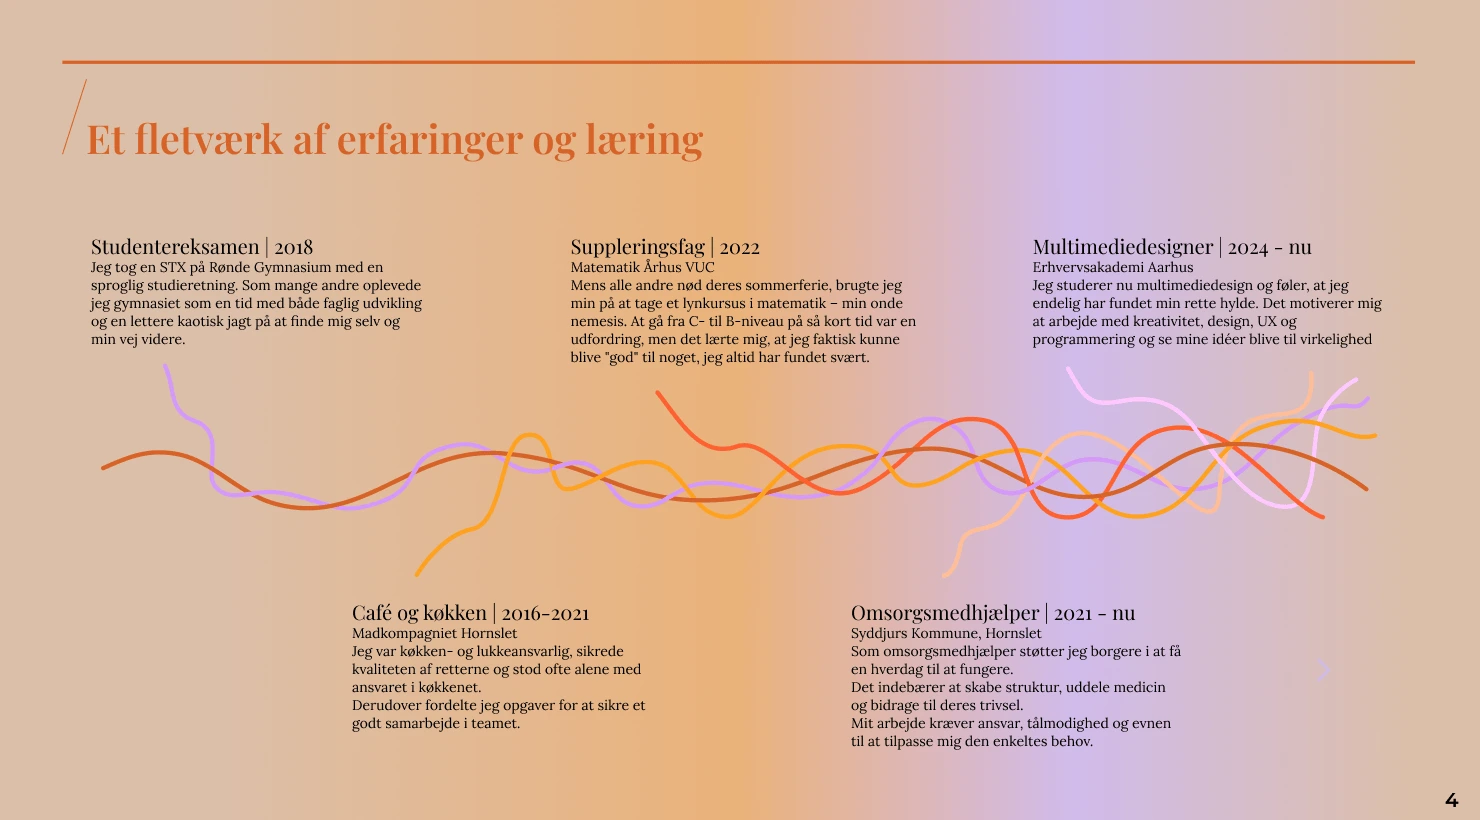 Et fletværk af erfaringer og læring
Studentereksamen | 2018
Jeg tog en STX på Rønde Gymnasium med en
sproglig studieretning. Som mange andre oplevede
jeg gymnasiet som en tid med både faglig udvikling
og en lettere kaotisk jagt på at finde mig selv og
min vej videre.
Suppleringsfag | 2022
Matematik Århus VUC
Mens alle andre nød deres sommerferie, brugte jeg
min på at tage et lynkursus i matematik – min onde
nemesis. At gå fra C- til B-niveau på så kort tid var en
udfordring, men det lærte mig, at jeg faktisk kunne
blive "god" til noget, jeg altid har fundet svært.
Multimediedesigner | 2024 - nu
Erhvervsakademi Aarhus
Jeg studerer nu multimediedesign og føler, at jeg
endelig har fundet min rette hylde. Det motiverer mig
at arbejde med kreativitet, design, UX og
programmering og se mine idéer blive til virkelighed
Café og køkken | 2016-2021
Madkompagniet Hornslet
Jeg var køkken- og lukkeansvarlig, sikrede
kvaliteten af retterne og stod ofte alene med
ansvaret i køkkenet.
Derudover fordelte jeg opgaver for at sikre et
godt samarbejde i teamet.
Omsorgsmedhjælper | 2021 - nu
Syddjurs Kommune, Hornslet
Som omsorgsmedhjælper støtter jeg borgere i at få
en hverdag til at fungere.
Det indebærer at skabe struktur, uddele medicin
og bidrage til deres trivsel.
Mit arbejde kræver ansvar, tålmodighed og evnen
til at tilpasse mig den enkeltes behov.
4